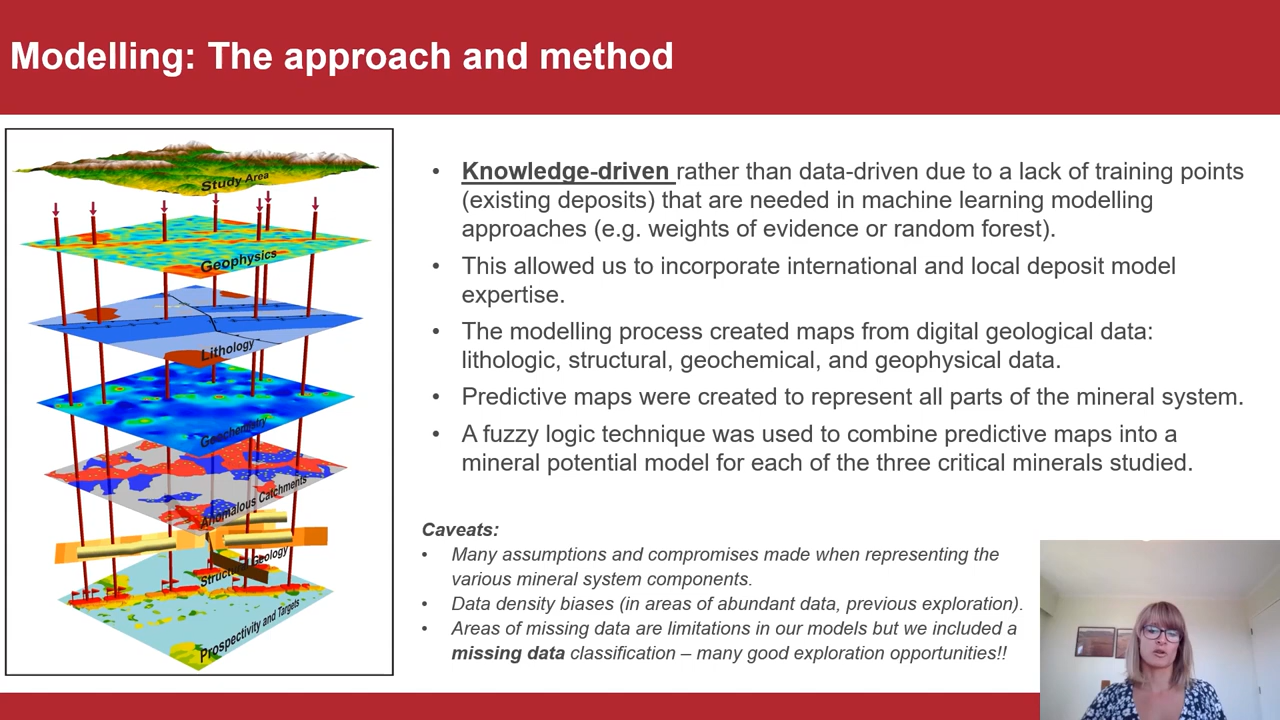 Modelling: The approach and method
Study Area
Geophysics
Lithology
Geochemistry
Anomalous Catchments
Geology
Prospectivity and Targets
• Knowledge-driven rather than data-driven due to a lack of training points
(existing deposits) that are needed in machine learning modelling
approaches (e.g. weights of evidence or random forest).
• This allowed us to incorporate international and local deposit model
expertise.
• The modelling process created maps from digital geological data:
lithologic, structural, geochemical, and geophysical data.
• Predictive maps were created to represent all parts of the mineral system.
• A fuzzy logic technique was used to combine predictive maps into a
mineral potential model for each of the three critical minerals studied.
Caveats:
• Many assumptions and compomises made when representing the
various mineral system components.
• Data density biases (in areas of abundant data, previous exploration).
• Areas of missing data are limitations in our models but we included a
missing data classification – many good exploration opportunities!!